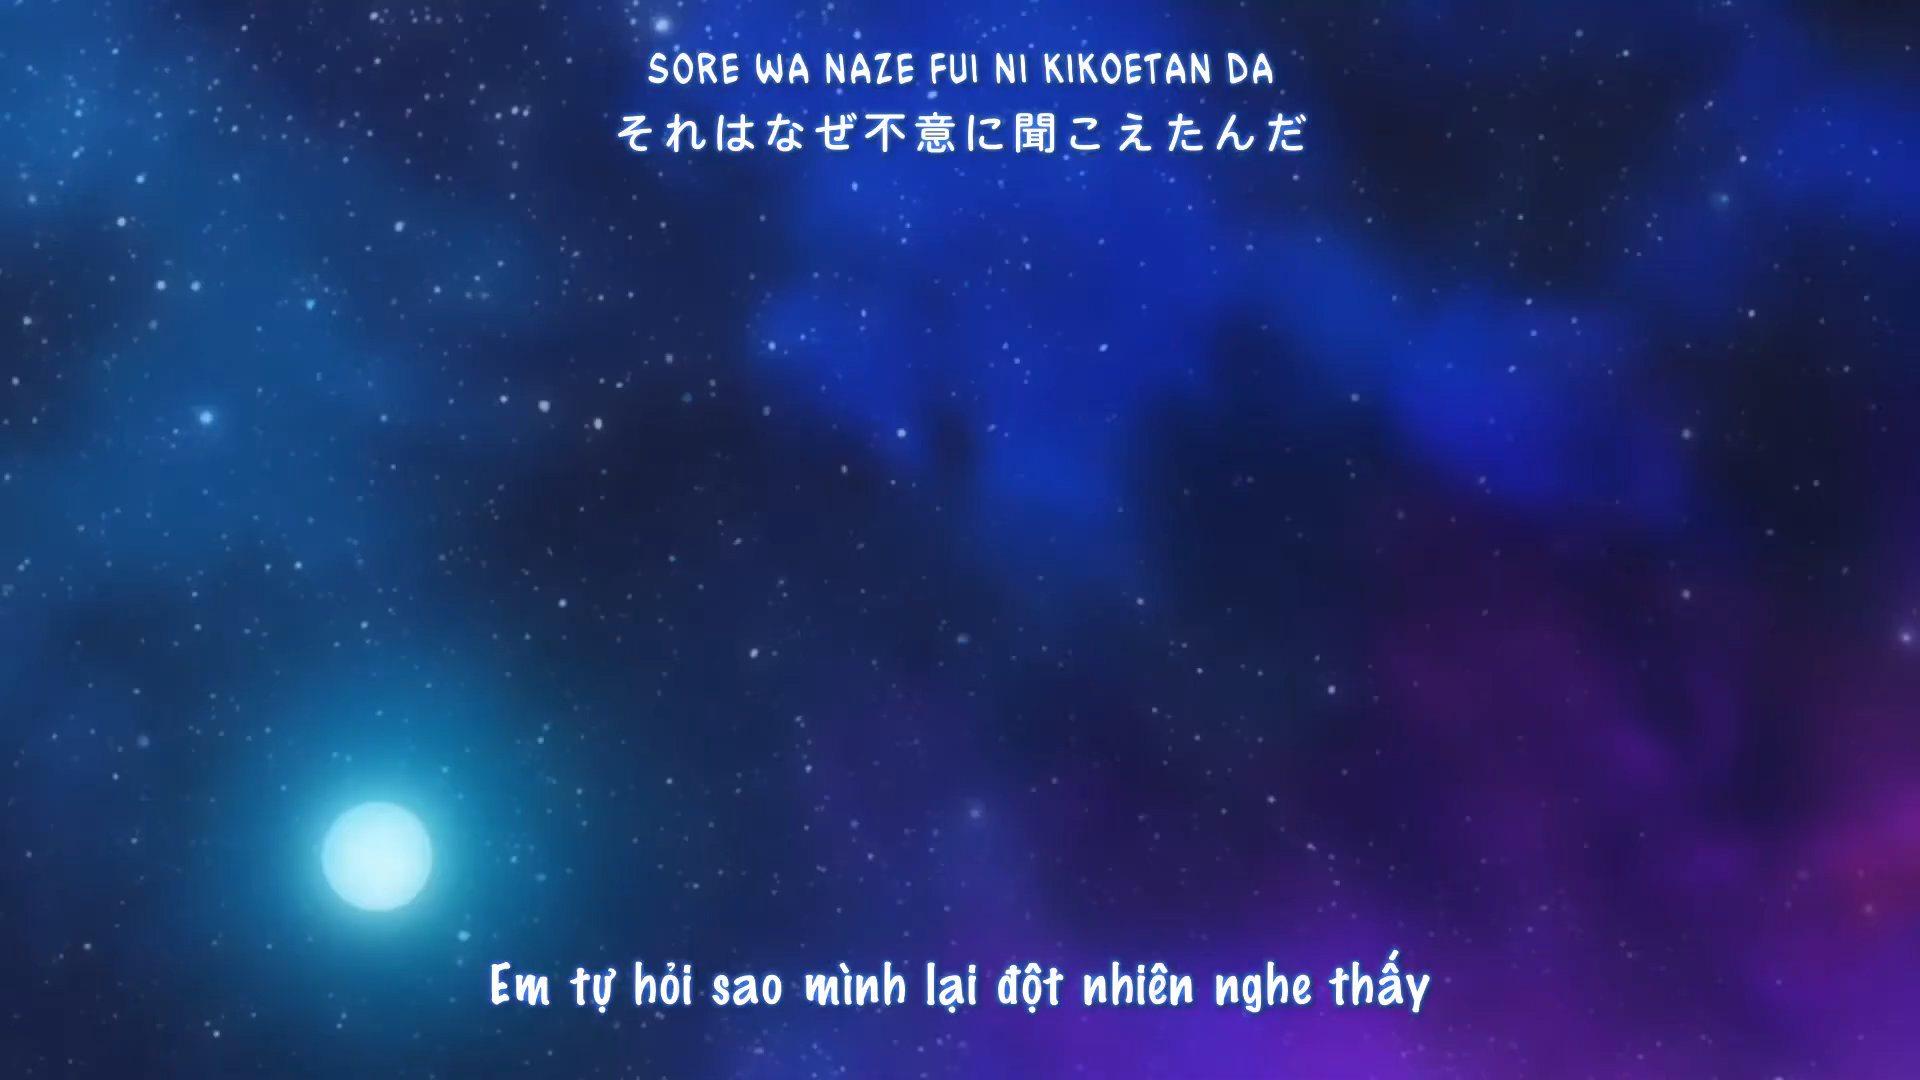 SORE WA NAZE FUI NI KIKOETAN DA
それはなぜ不意に聞こえたんだ
Em tự hỏi sao mình lại đột nhiên nghe thấy